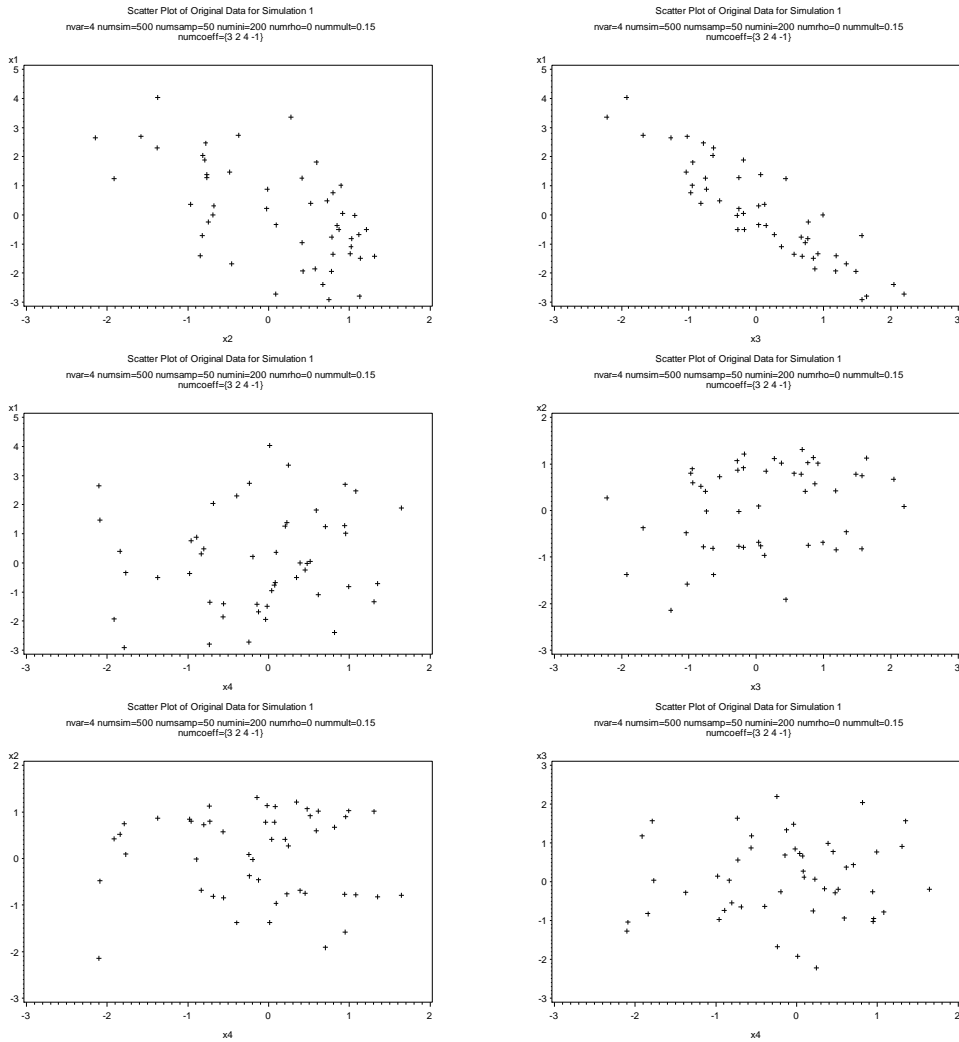 Scatter Plot of Original Data for Simulation 1
nvar=4 numsim=500 numsamp=50 numini=200 numrho=0 nummult=0.15
numcoeff={3 2 4 -1}
x1
5
4
3
2
1
0
-1
-2
-3
-3 -2 -1 0 1 2
x2
Scatter Plot of Original Data for Simulation 1
nvar=4 numsim=500 numsamp=50 numini=200 numrho=0 nummult=0.15
numcoeff={3 2 4 -1}
x1
5
4
3
2
1
0
-1
-2
-3
-3 -2 -1 0 1 2 3
x3
Scatter Plot of Original Data for Simulation 1
nvar=4 numsim=500 numsamp=50 numini=200 numrho=0 nummult=0.15
numcoeff={3 2 4 -1}
x1
5
4
3
2
1
0
-1
-2
-3
-3 -2 -1 0 1 2
x4
Scatter Plot of Original Data for Simulation 1
nvar=4 numsim=500 numsamp=50 numini=200 numrho=0 nummult=0.15
numcoeff={3 2 4 -1}
x2
2
1
0
-1
-2
-3
-3 -2 -1 0 1 2 3
x3
Scatter Plot of Original Data for Simulation 1
nvar=4 numsim=500 numsamp=50 numini=200 numrho=0 nummult=0.15
numcoeff={3 2 4 -1}
x2
2
1
0
-1
-2
-3
-3 -2 -1 0 1 2
x4
Scatter Plot of Original Data for Simulation 1
nvar=4 numsim=500 numsamp=50 numini=200 numrho=0 nummult=0.15
numcoeff={3 2 4 -1}
x3
3
2
1
0
-1
-2
-3
-3 -2 -1 0 1 2
x4